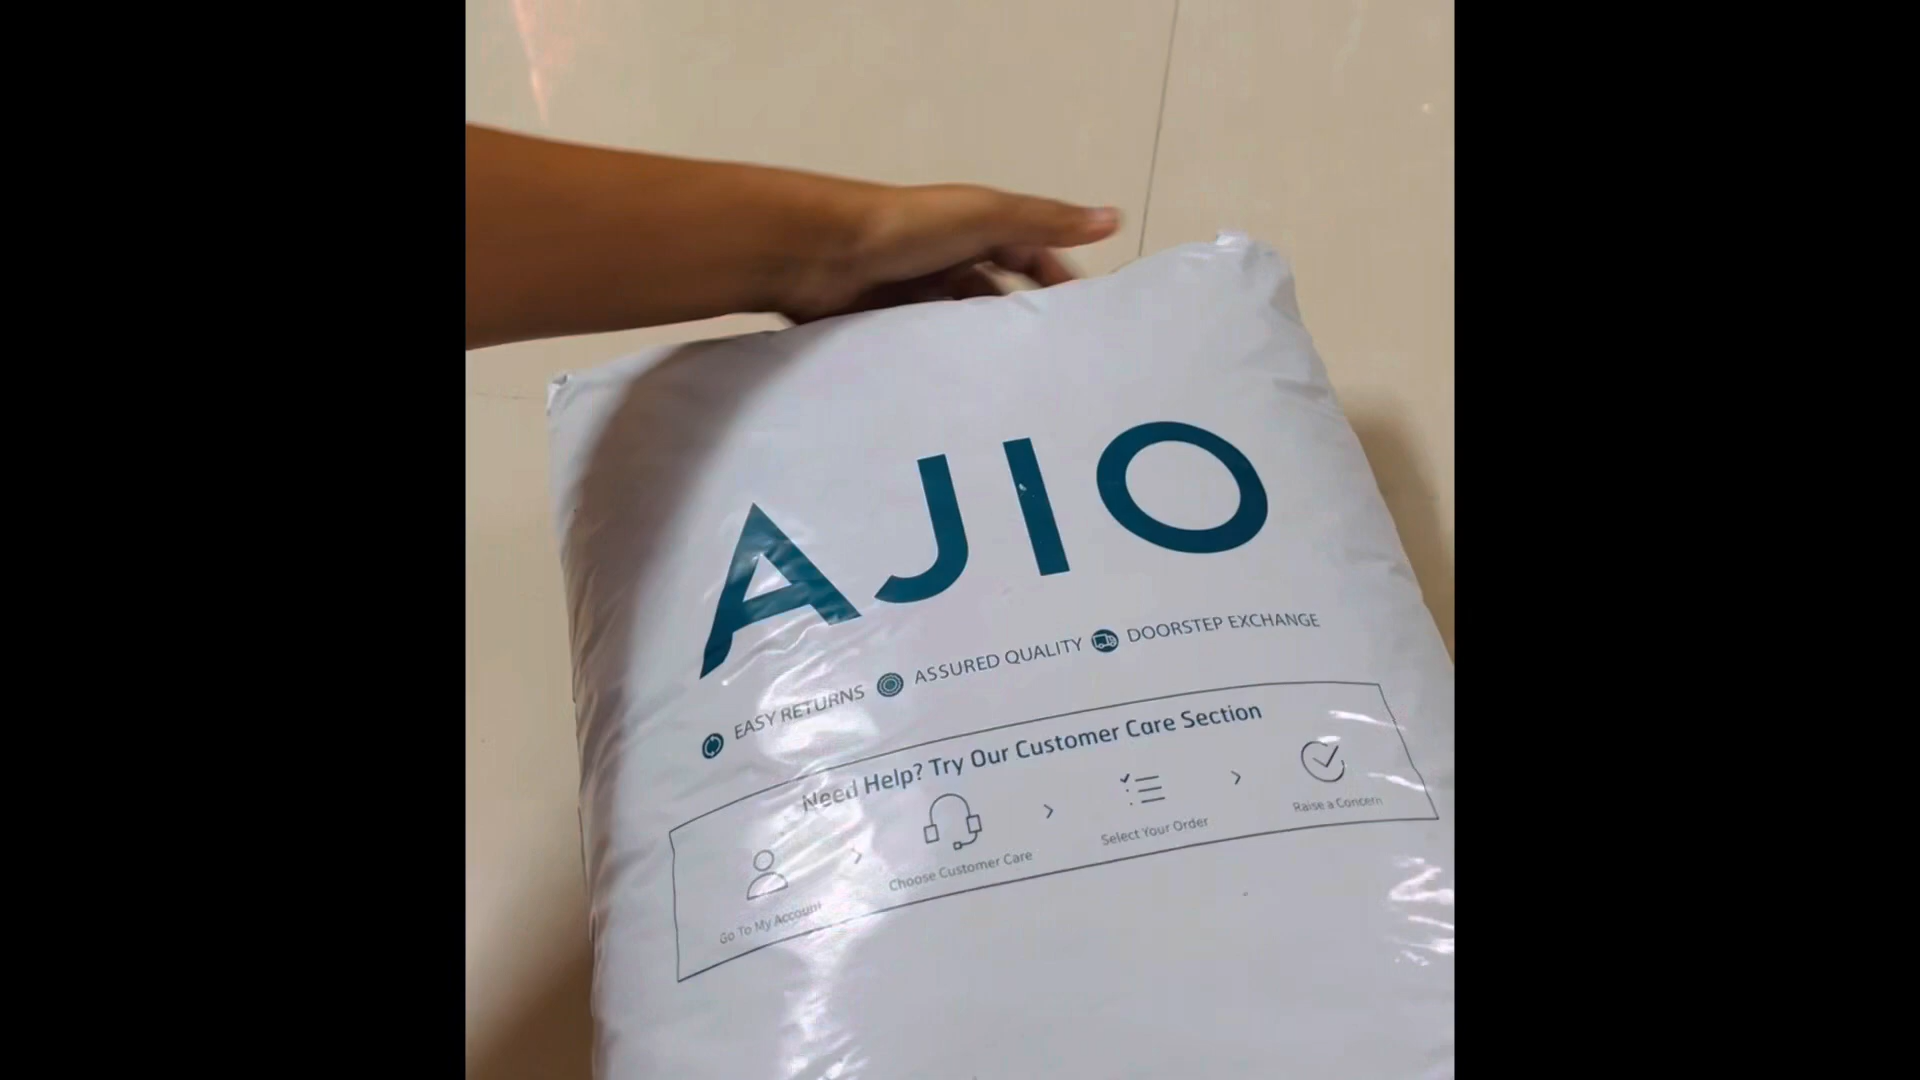 AJIO
EASY RETURNS ASSURED QUALITY DOORSTEP EXCHANGE
Need Help? Try Our Customer Care Section
Go To My Account > Choose Customer Care > Select Your Order > Raise a Concern